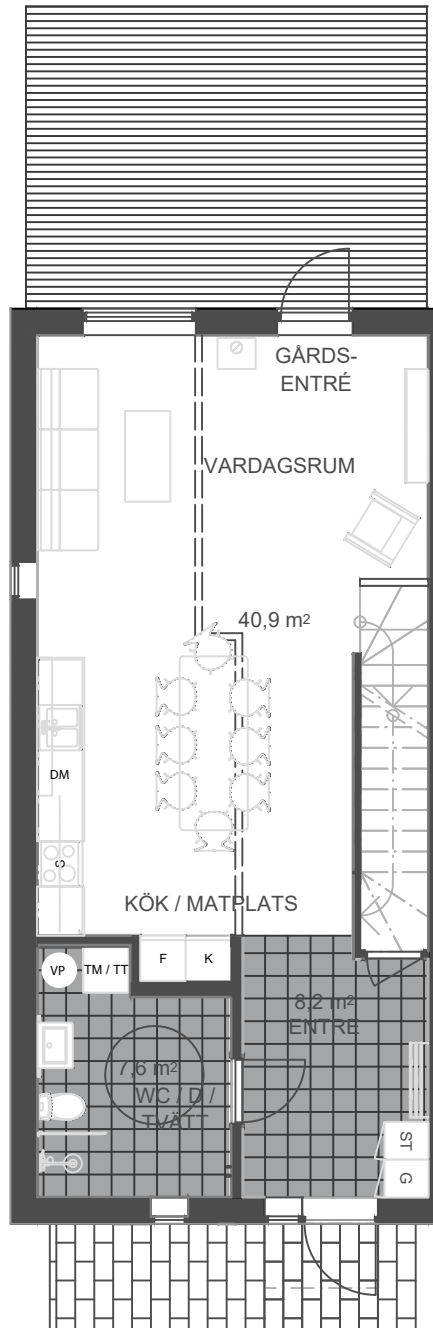 GÅRDS-
ENTRÉ
VARDAGSRUM
40,9 m²
DM
S
KÖK / MATPLATS
F
K
VP
TM / TT
8,2 m²
ENTRÉ
7,6 m²
WC / D /
TVÄTT
ST
G